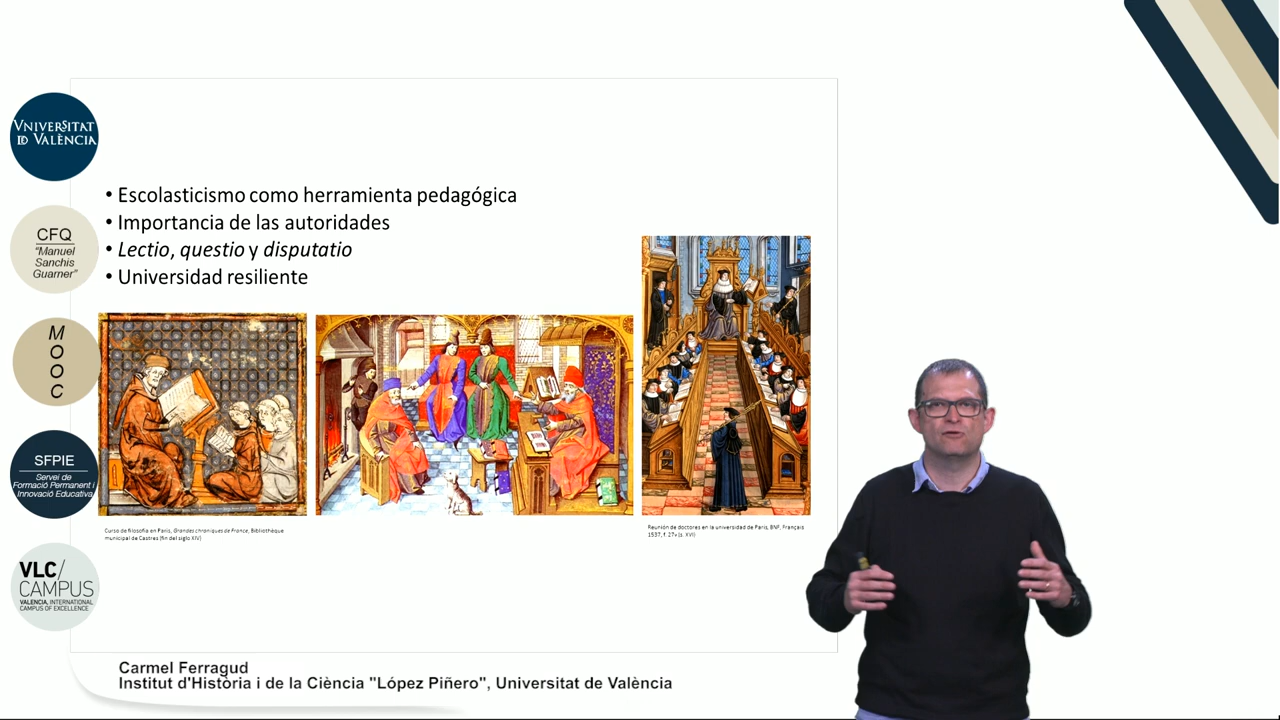 VNIVERSITAT
ID VALÈNCIA
CFQ
"Manuel
Sanchis
Guarner"
M
O
O
C
SFPIE
Servei de
Formació Permanent i
Innovació Educativa
VLC/
CAMPUS
VALENCIA, INTERNATIONAL
CAMPUS OF EXCELLENCE
• Escolasticismo como herramienta pedagógica
• Importancia de las autoridades
• Lectio, questio y disputatio
• Universidad resiliente
Curso de filosofía en París, Grandes chroniques de France, Bibliothèque
municipal de Castres (fin del siglo XIV)
Reunión de doctores en la universidad de París, BNF, Français
1537, f. 27v (s. XVI)
Carmel Ferragud
Institut d'Història i de la Ciència "López Piñero", Universitat de València